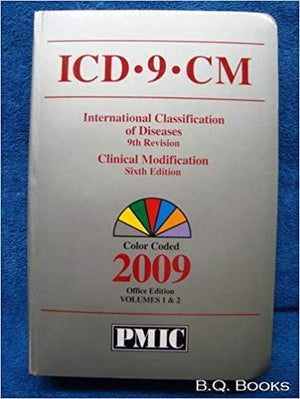 ICD•9•CM
International Classification
of Diseases
9th Revision
Clinical Modification
Sixth Edition
Color Coded
2009
Office Edition
VOLUMES 1 & 2
PMIC
B.Q. Books